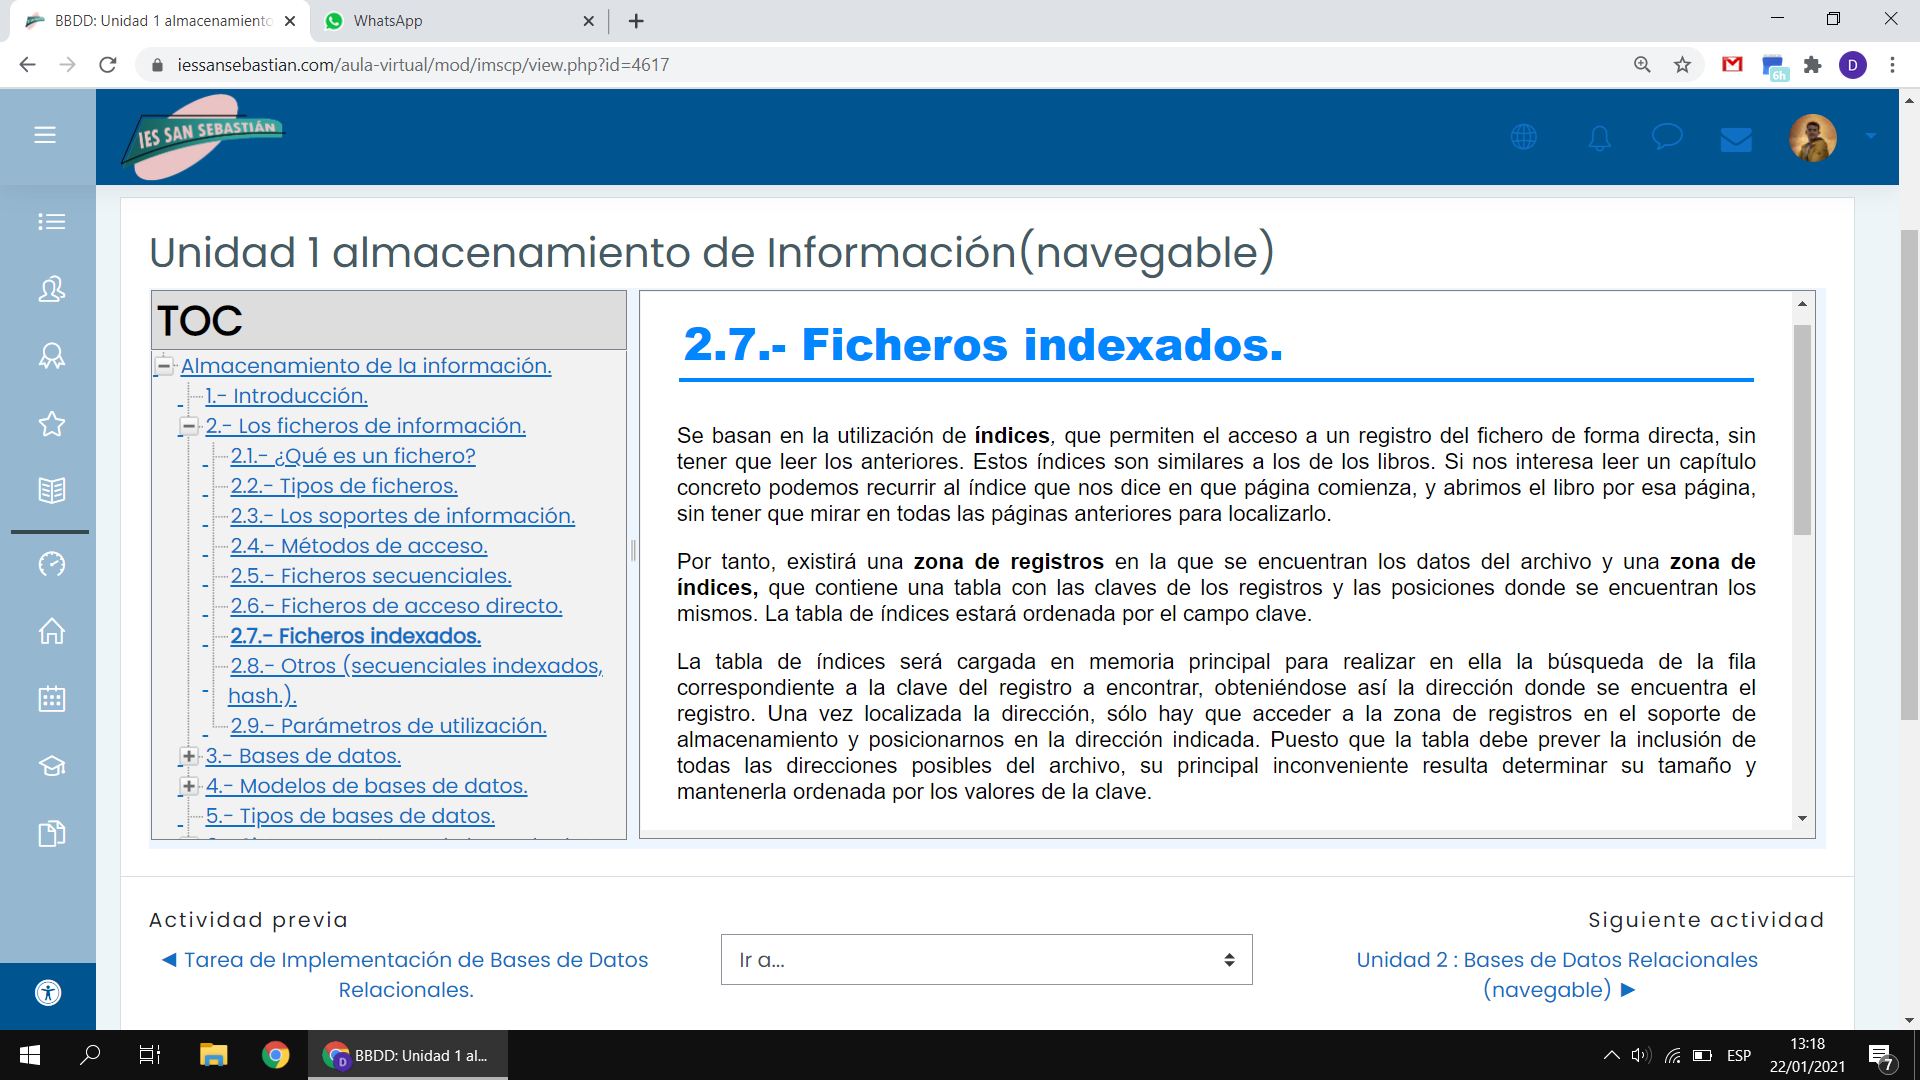 BBDD: Unidad 1 almacenamiento
WhatsApp
iessansebastian.com/aula-virtual/mod/imscp/view.php?id=4617
6h
D
IES SAN SEBASTIÁN
Unidad 1 almacenamiento de Información(navegable)
TOC
Almacenamiento de la información.
1.- Introducción.
2.- Los ficheros de información.
2.1.- ¿Qué es un fichero?
2.2.- Tipos de ficheros.
2.3.- Los soportes de información.
2.4.- Métodos de acceso.
2.5.- Ficheros secuenciales.
2.6.- Ficheros de acceso directo.
2.7.- Ficheros indexados.
2.8.- Otros (secuenciales indexados,
hash.).
2.9.- Parámetros de utilización.
3.- Bases de datos.
4.- Modelos de bases de datos.
5.- Tipos de bases de datos.
2.7.- Ficheros indexados.
Se basan en la utilización de índices, que permiten el acceso a un registro del fichero de forma directa, sin
tener que leer los anteriores. Estos índices son similares a los de los libros. Si nos interesa leer un capítulo
concreto podemos recurrir al índice que nos dice en que página comienza, y abrimos el libro por esa página,
sin tener que mirar en todas las páginas anteriores para localizarlo.
Por tanto, existirá una zona de registros en la que se encuentran los datos del archivo y una zona de
índices, que contiene una tabla con las claves de los registros y las posiciones donde se encuentran los
mismos. La tabla de índices estará ordenada por el campo clave.
La tabla de índices será cargada en memoria principal para realizar en ella la búsqueda de la fila
correspondiente a la clave del registro a encontrar, obteniéndose así la dirección donde se encuentra el
registro. Una vez localizada la dirección, sólo hay que acceder a la zona de registros en el soporte de
almacenamiento y posicionarnos en la dirección indicada. Puesto que la tabla debe prever la inclusión de
todas las direcciones posibles del archivo, su principal inconveniente resulta determinar su tamaño y
mantenerla ordenada por los valores de la clave.
Actividad previa
◄ Tarea de Implementación de Bases de Datos
Relacionales.
Ir a...
Siguiente actividad
Unidad 2 : Bases de Datos Relacionales
(navegable) ►
D
BBDD: Unidad 1 al...
ESP
13:18
22/01/2021
7